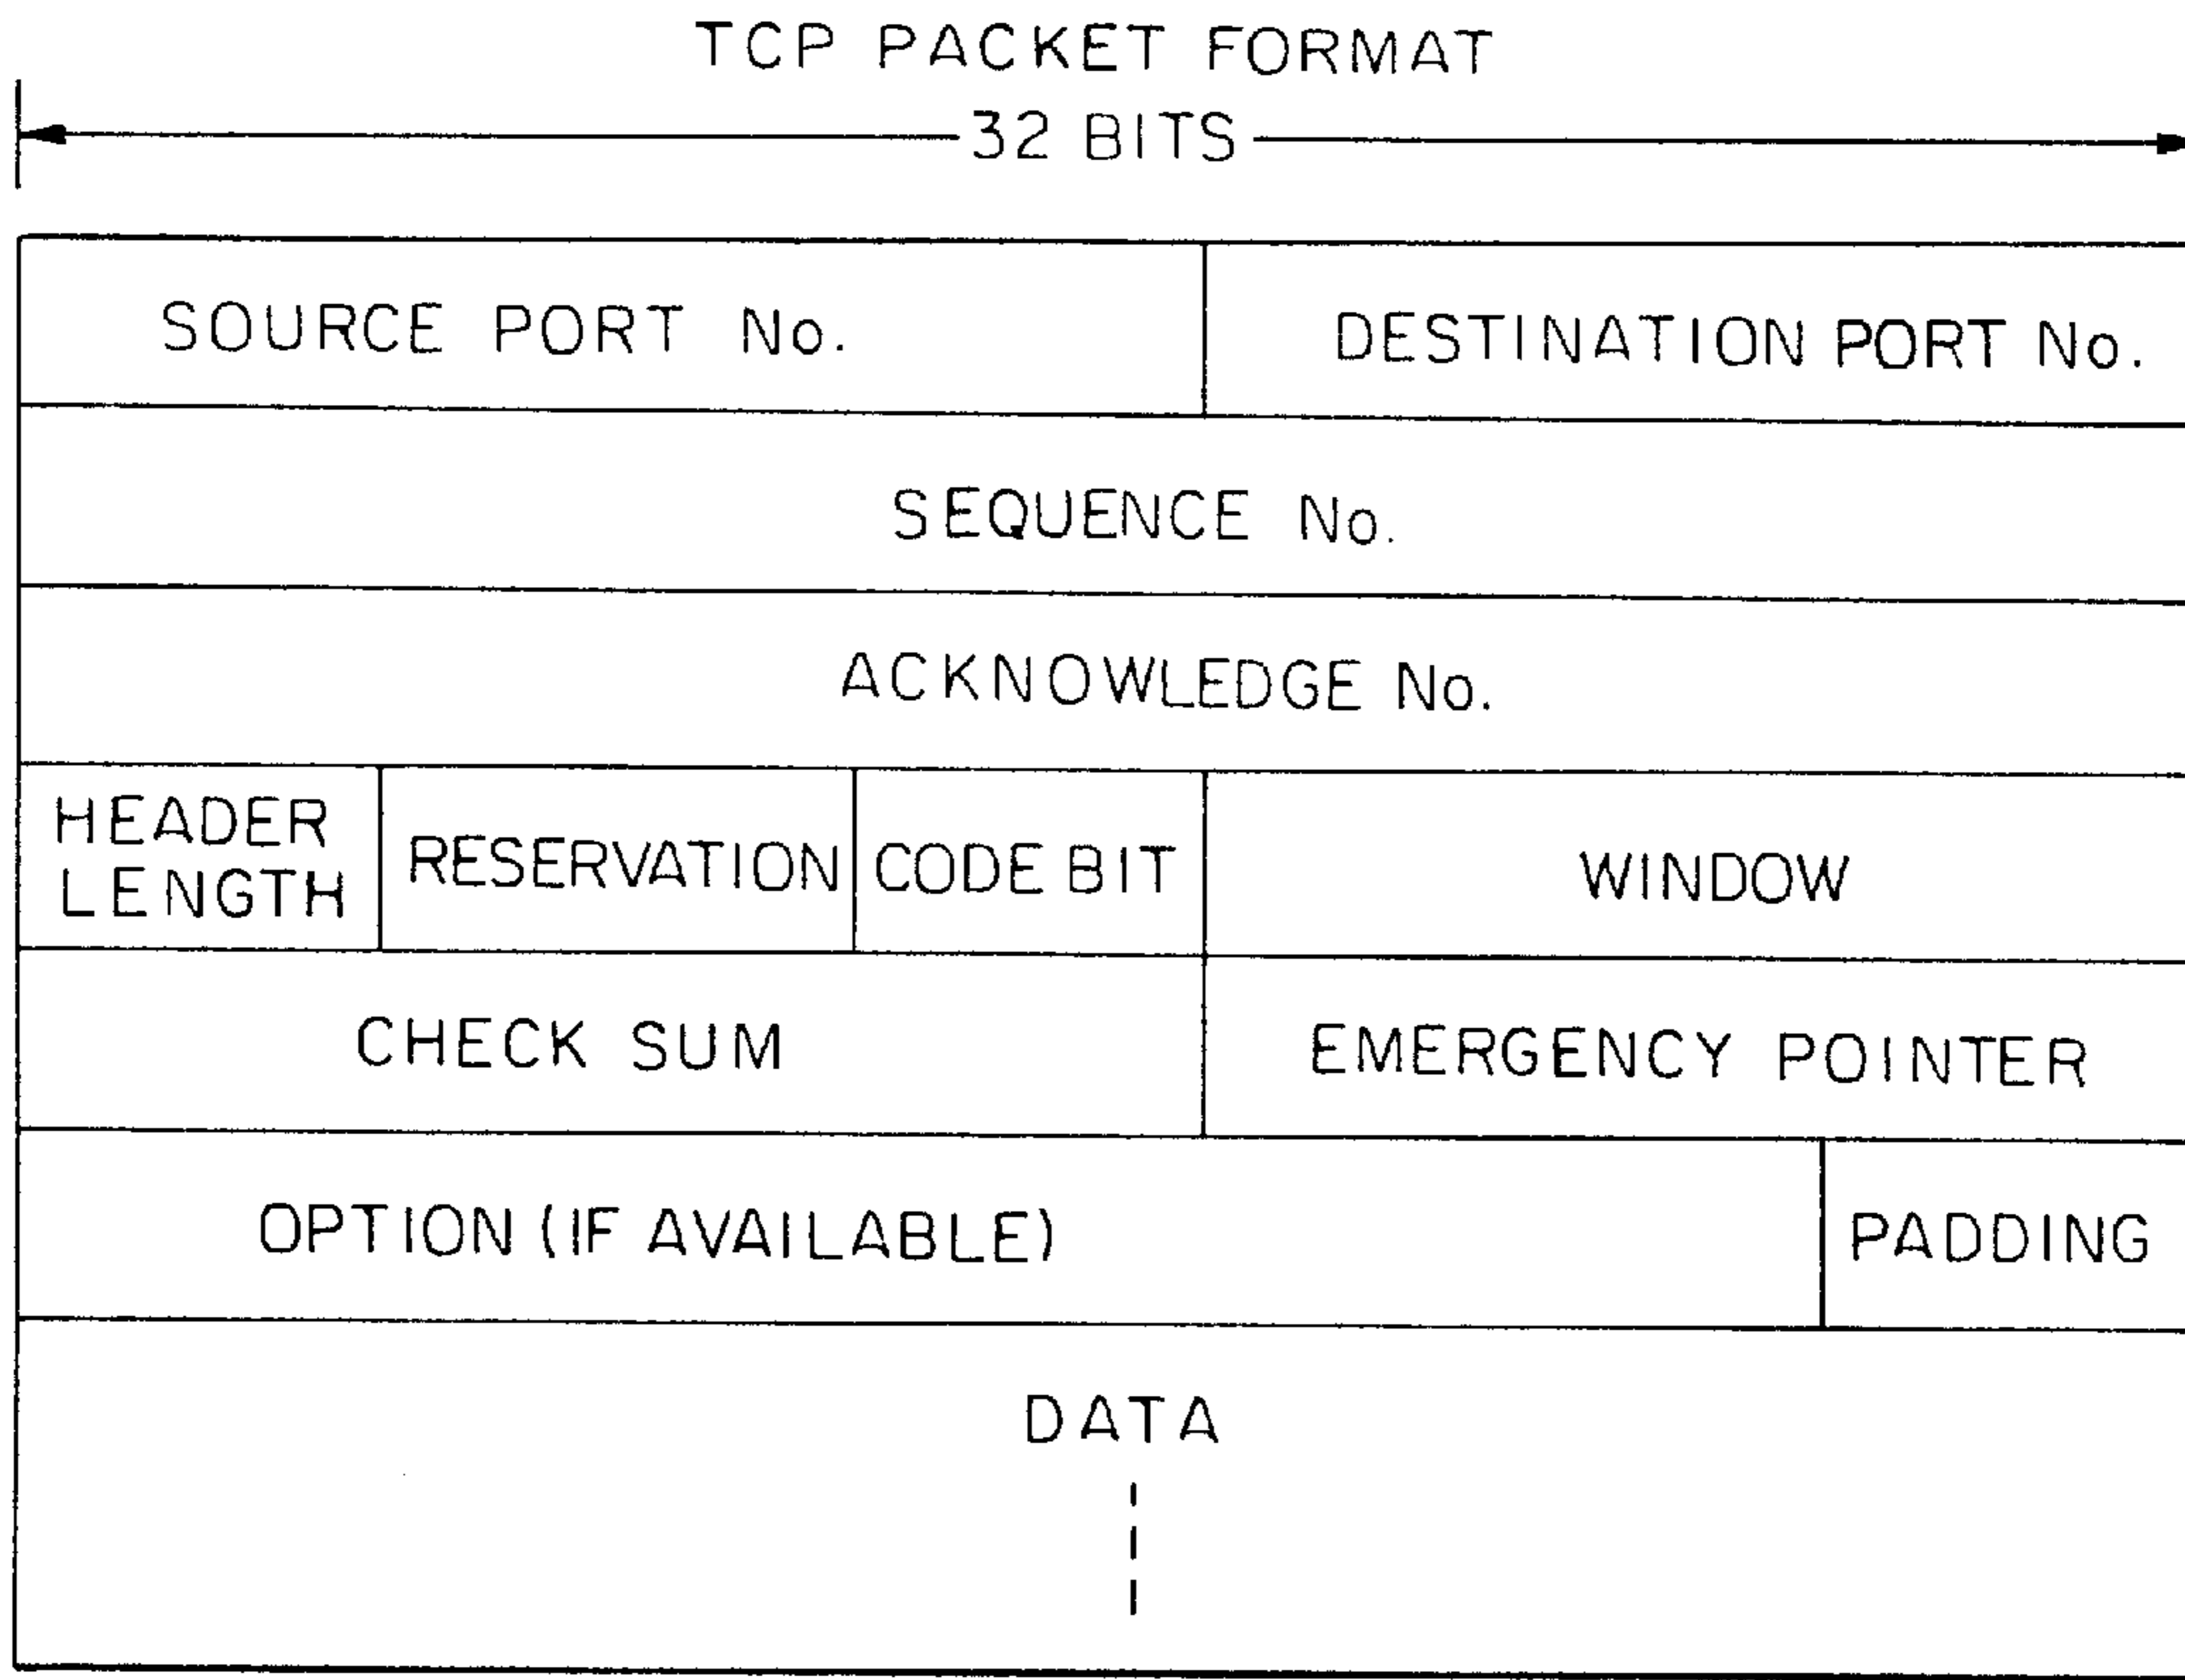 TCP PACKET FORMAT
32 BITS
SOURCE PORT No.
DESTINATION PORT No.
SEQUENCE No.
ACKNOWLEDGE No.
HEADER
LENGTH
RESERVATION
CODE BIT
WINDOW
CHECK SUM
EMERGENCY POINTER
OPTION (IF AVAILABLE)
PADDING
DATA